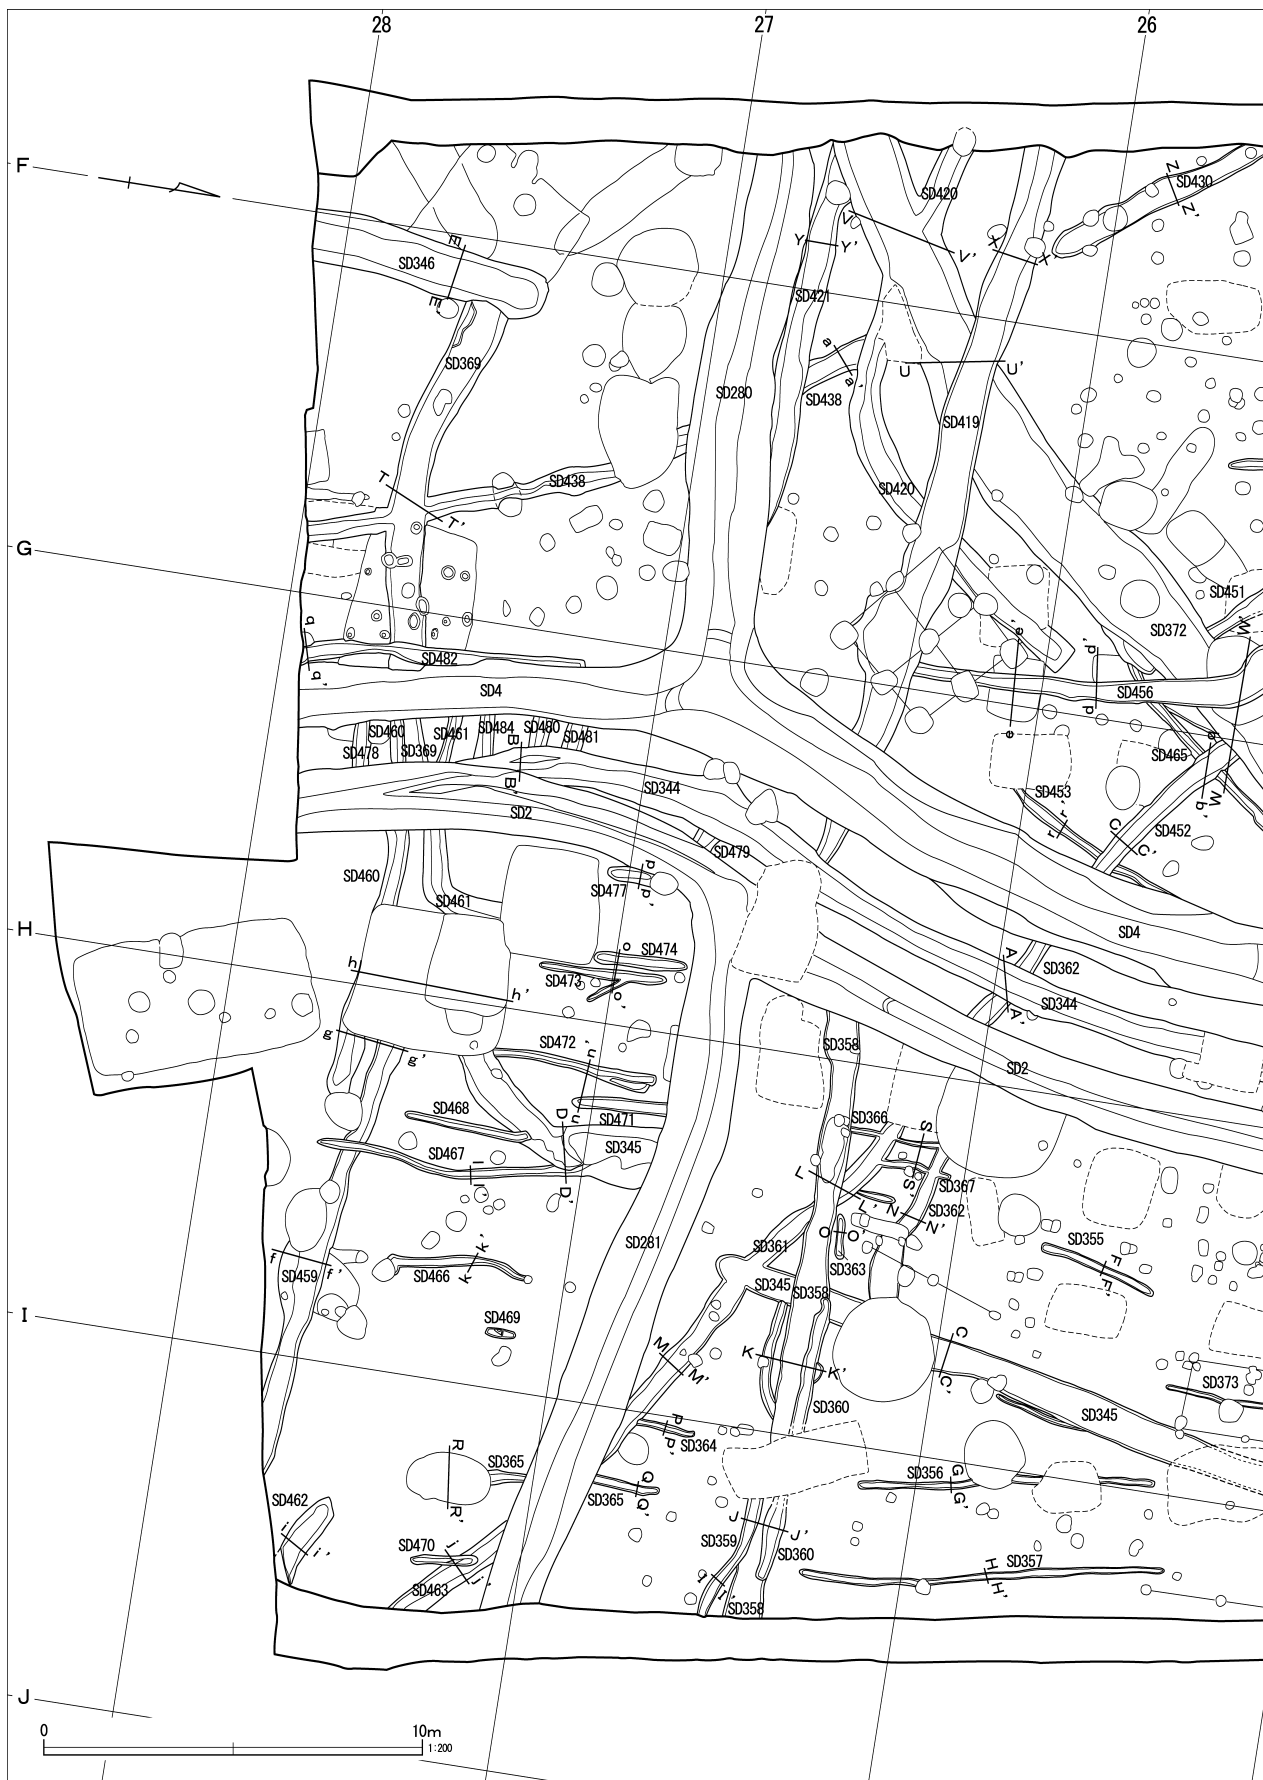 28 27 26
F
Z
SD430
Z'
SD420
V
V'
Y Y'
X X'
E
SD346
E'
SD421
a
a'
U U'
SD369
SD280
SD438
SD419
T
T'
SD438
SD420
G
SD451
q
q'
SD482
SD372
W'
e'
d'
SD4
SD456
d
e
SD460
SD461
SD484
SD480
SD481
SD478
SD369
B
B'
SD465
b
b'
W
SD344
SD453
r'
r
SD2
C
C'
SD452
SD479
SD460
SD461
SD477
p
p'
H
SD4
o
SD474
SD473
o'
h
h'
A
A'
SD362
SD344
g
g'
SD472
u'
u
SD358
SD2
SD468
SD471
D
D'
SD345
SD366
S
S'
SD467
l
l'
L
L'
SD367
SD362
N
N'
SD281
SD361
O O'
SD363
SD355
F
F'
k'
k
SD466
f
f'
SD459
SD345
SD358
SD469
I
M
M'
K K'
C
C'
SD373
SD360
SD345
P
P'
SD364
R
R'
SD365
SD365
Q
Q'
SD356
G
G'
SD462
i
i'
J
J'
SD359
SD360
SD470
j
j'
SD463
I
I'
SD358
H
H'
SD357
J
0 10m
1:200